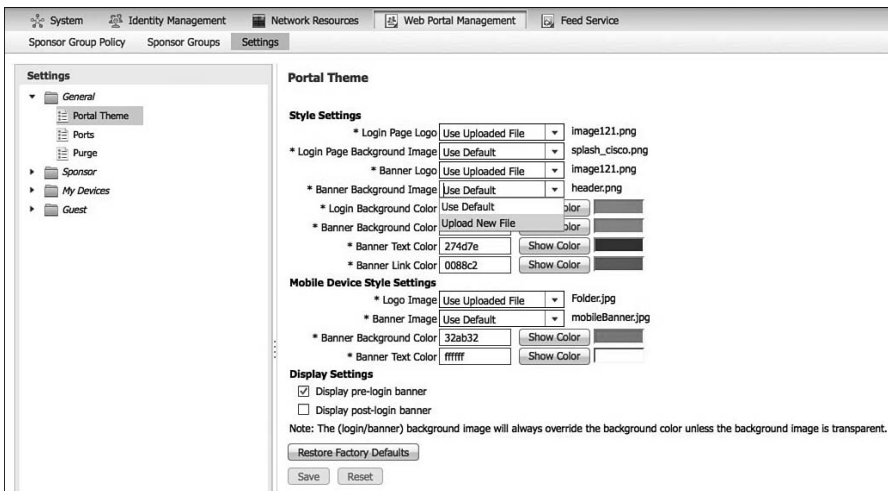 System Identity Management Network Resources Web Portal Management Feed Service
Sponsor Group Policy Sponsor Groups Settings
Settings
General
Portal Theme
Ports
Purge
Sponsor
My Devices
Guest
Portal Theme
Style Settings
* Login Page Logo Use Uploaded File image121.png
* Login Page Background Image Use Default splash_cisco.png
* Banner Logo Use Uploaded File image121.png
* Banner Background Image Use Default header.png
Use Default
Upload New File
* Login Background Color olor
* Banner Background Color olor
* Banner Text Color 274d7e Show Color
* Banner Link Color 0088c2 Show Color
Mobile Device Style Settings
* Logo Image Use Uploaded File Folder.jpg
* Banner Image Use Default mobileBanner.jpg
* Banner Background Color 32ab32 Show Color
* Banner Text Color ffffff Show Color
Display Settings
Display pre-login banner
Display post-login banner
Note: The (login/banner) background image will always override the background color unless the background image is transparent.
Restore Factory Defaults
Save Reset